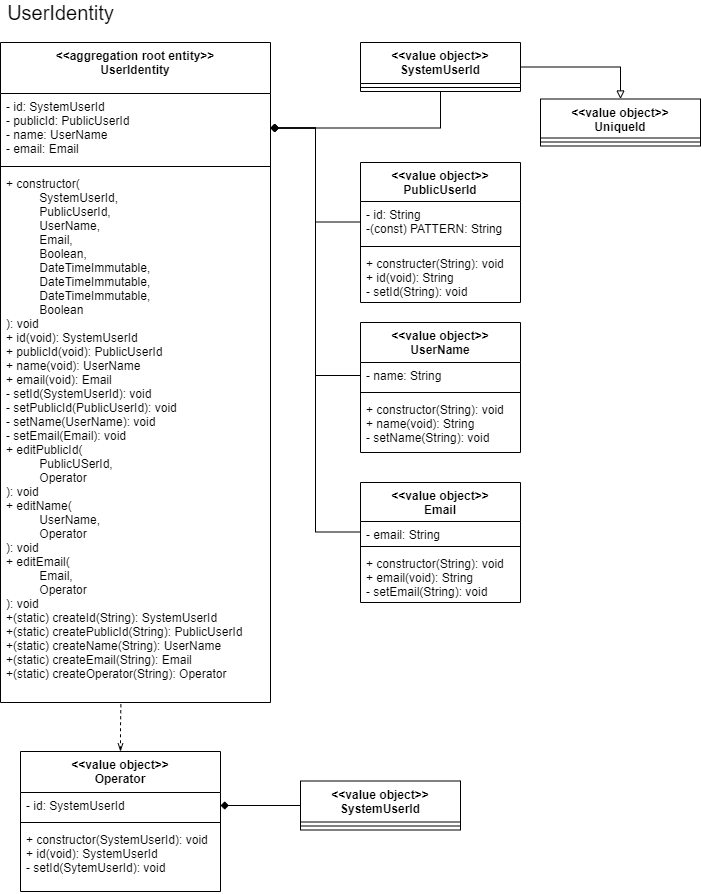 UserIdentity
<<aggregation root entity>>
UserIdentity
- id: SystemUserId
- publicId: PublicUserId
- name: UserName
- email: Email
+ constructor(
SystemUserId,
PublicUserId,
UserName,
Email,
Boolean,
DateTimeImmutable,
DateTimeImmutable,
DateTimeImmutable,
Boolean
): void
+ id(void): SystemUserId
+ publicId(void): PublicUserId
+ name(void): UserName
+ email(void): Email
- setId(SystemUserId): void
- setPublicId(PublicUserId): void
- setName(UserName): void
- setEmail(Email): void
+ editPublicId(
PublicUSerId,
Operator
): void
+ editName(
UserName,
Operator
): void
+ editEmail(
Email,
Operator
): void
+(static) createId(String): SystemUserId
+(static) createPublicId(String): PublicUserId
+(static) createName(String): UserName
+(static) createEmail(String): Email
+(static) createOperator(String): Operator
<<value object>>
SystemUserId
<<value object>>
UniqueId
<<value object>>
PublicUserId
- id: String
-(const) PATTERN: String
+ constructer(String): void
+ id(void): String
- setId(String): void
<<value object>>
UserName
- name: String
+ constructor(String): void
+ name(void): String
- setName(String): void
<<value object>>
Email
- email: String
+ constructor(String): void
+ email(void): String
- setEmail(String): void
<<value object>>
Operator
- id: SystemUserId
+ constructor(SystemUserId): void
+ id(void): SystemUserId
- setId(SytemUserId): void
<<value object>>
SystemUserId